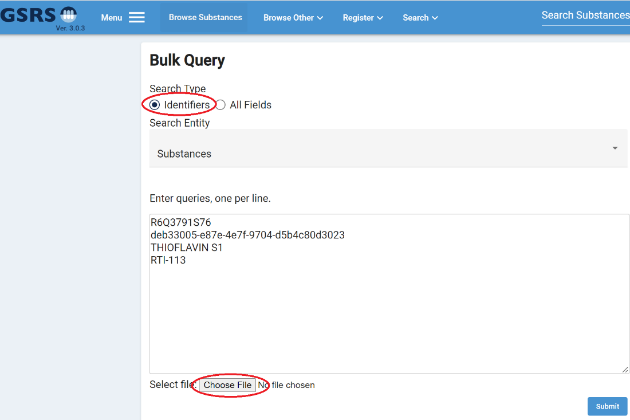 GSRS Ver. 3.0.3 Menu Browse Substances Browse Other Register Search Search Substances
Bulk Query
Search Type
Identifiers All Fields
Search Entity
Substances
Enter queries, one per line.
R6Q3791S76
deb33005-e87e-4e7f-9704-d5b4c80d3023
THIOFLAVIN S1
RTI-113
Select file: Choose File No file chosen
Submit